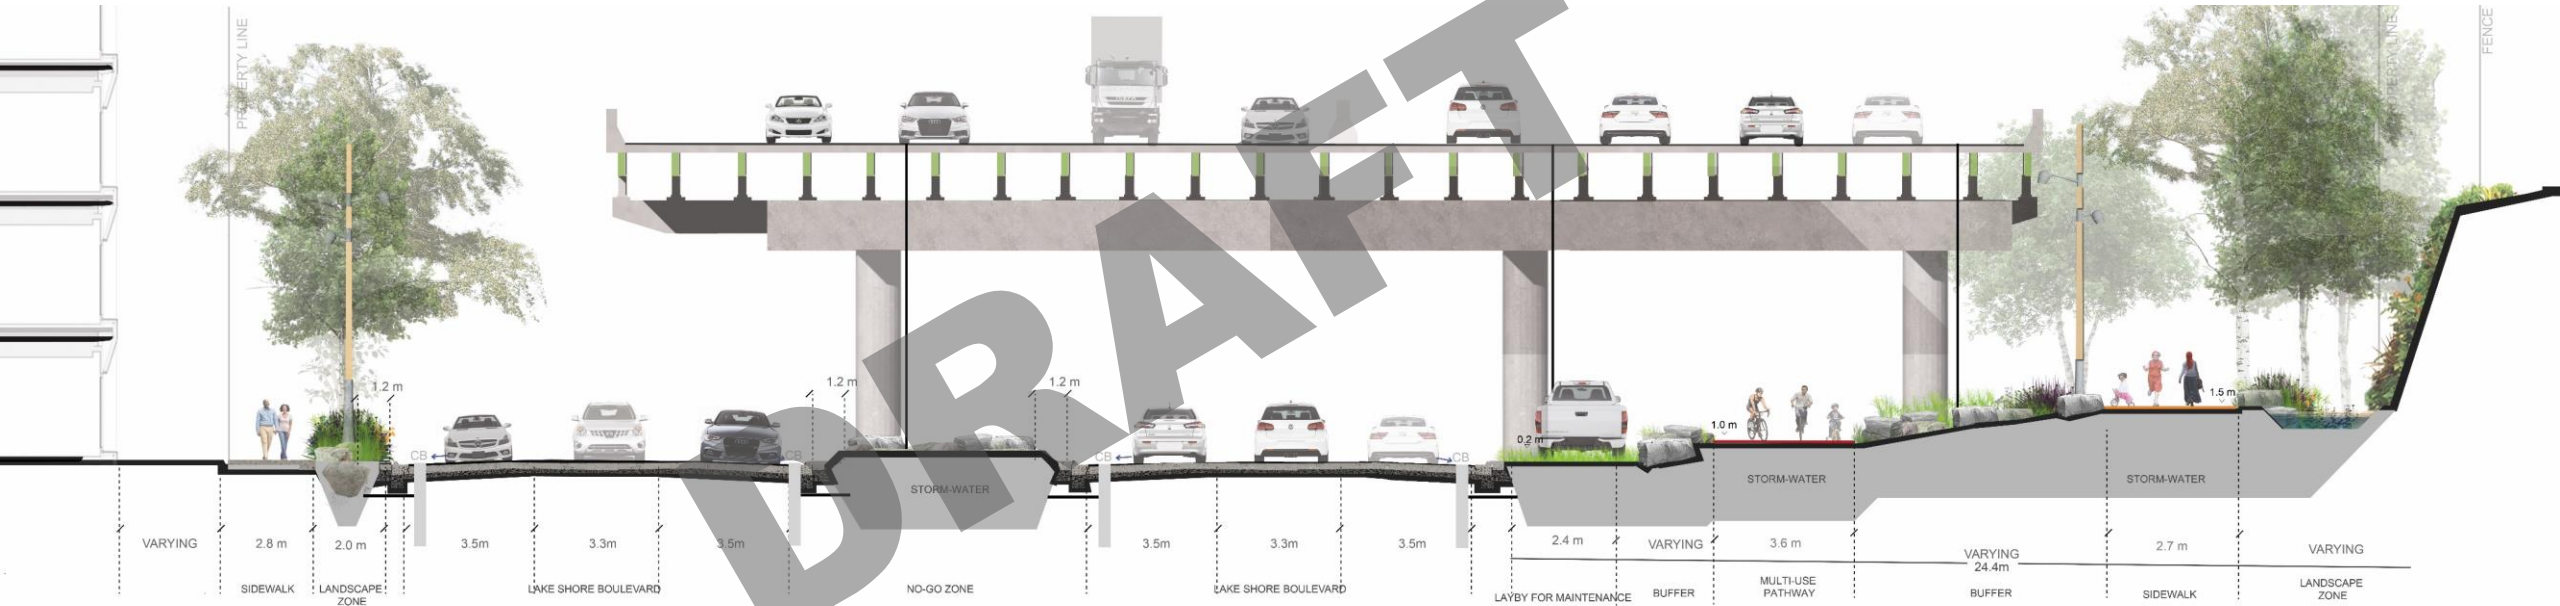 PROPERTY LINE
PROPERTY LINE
FENCE
DRAFT
1.2 m
1.2 m
1.2 m
1.5 m
1.0 m
0.2 m
CB
CB
CB
CB
STORM-WATER
STORM-WATER
STORM-WATER
VARYING
2.8 m
2.0 m
3.5m
3.3m
3.5m
3.5m
3.3m
3.5m
2.4 m
VARYING
3.6 m
VARYING
24.4m
2.7 m
VARYING
SIDEWALK
LANDSCAPE
ZONE
LAKE SHORE BOULEVARD
NO-GO ZONE
LAKE SHORE BOULEVARD
LAYBY FOR MAINTENANCE
BUFFER
MULTI-USE
PATHWAY
BUFFER
SIDEWALK
LANDSCAPE
ZONE